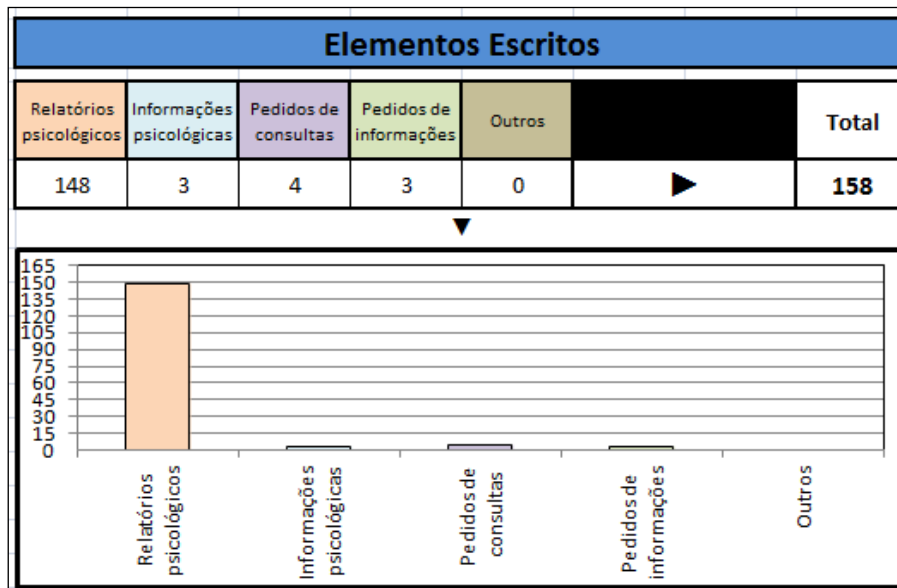 Elementos Escritos
Relatórios psicológicos
Informações psicológicas
Pedidos de consultas
Pedidos de informações
Outros
Total
148 3 4 3 0 158
165
150
135
120
105
90
75
60
45
30
15
0
Relatórios psicológicos
Informações psicológicas
Pedidos de consultas
Pedidos de informações
Outros